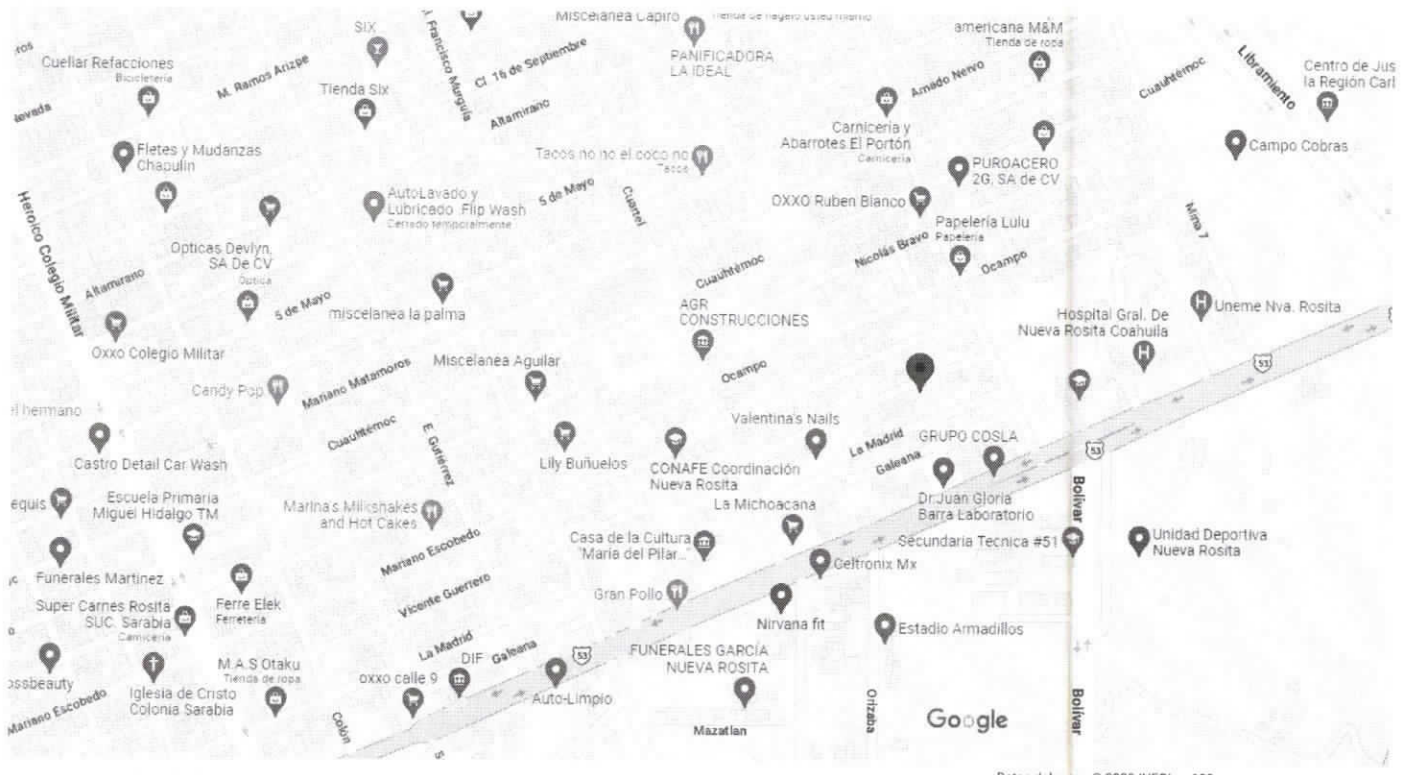 Miscelanea Capiro
SIX
americana M&M
Tienda de ropa
Cuellar Refacciones
Bicicletería
M. Ramos Arizpe
Francisco Murguía
Cl. 16 de Septiembre
PANIFICADORA
LA IDEAL
Amado Nervo
Cuauhtémoc
Libramiento
Centro de Jus
la Región Carl
Tienda Six
Altamirano
Carnicería y
Abarrotes El Portón
Carnicería
Campo Cobras
Fletes y Mudanzas
Chapulin
Tacos no no el coco no
Tacos
PUROACERO
2G, SA de CV
AutoLavado y
Lubricado .Flip Wash
Cerrado temporalmente
5 de Mayo
Cuartel
OXXO Ruben Blanco
Papelería Lulu
Papelería
Mina 7
Heroico Colegio Militar
Opticas Devlyn,
SA De CV
Óptica
Nicolás Bravo
Ocampo
Altamirano
5 de Mayo
miscelanea la palma
Cuauhtémoc
AGR
CONSTRUCCIONES
Hospital Gral. De
Nueva Rosita Coahuila
Uneme Nva. Rosita
Oxxo Colegio Militar
Miscelanea Aguilar
53
Candy Pop
Mariano Matamoros
Ocampo
el hermano
Cuauhtémoc
E. Gutiérrez
Valentina's Nails
La Madrid
GRUPO COSLA
Galeana
53
Castro Detail Car Wash
Lily Buñuelos
CONAFE Coordinación
Nueva Rosita
Dr.Juan Gloria
Barra Laboratorio
Bolívar
equis
Escuela Primaria
Miguel Hidalgo TM
Marina's Milkshakes
and Hot Cakes
La Michoacana
Casa de la Cultura
"María del Pilar..."
Secundaria Tecnica #51
Unidad Deportiva
Nueva Rosita
Mariano Escobedo
Funerales Martinez
Celtronix Mx
Ferre Elek
Ferretería
Vicente Guerrero
Gran Pollo
Super Carnes Rosita
SUC. Sarabia
Carnicería
Nirvana fit
Estadio Armadillos
La Madrid
DIF
Galeana
53
FUNERALES GARCÍA
NUEVA ROSITA
ossbeauty
M.A.S Otaku
Tienda de ropa
oxxo calle 9
Auto-Limpio
Iglesia de Cristo
Colonia Sarabia
Mariano Escobedo
Colón
Mazatlan
Orizaba
Google
Bolívar